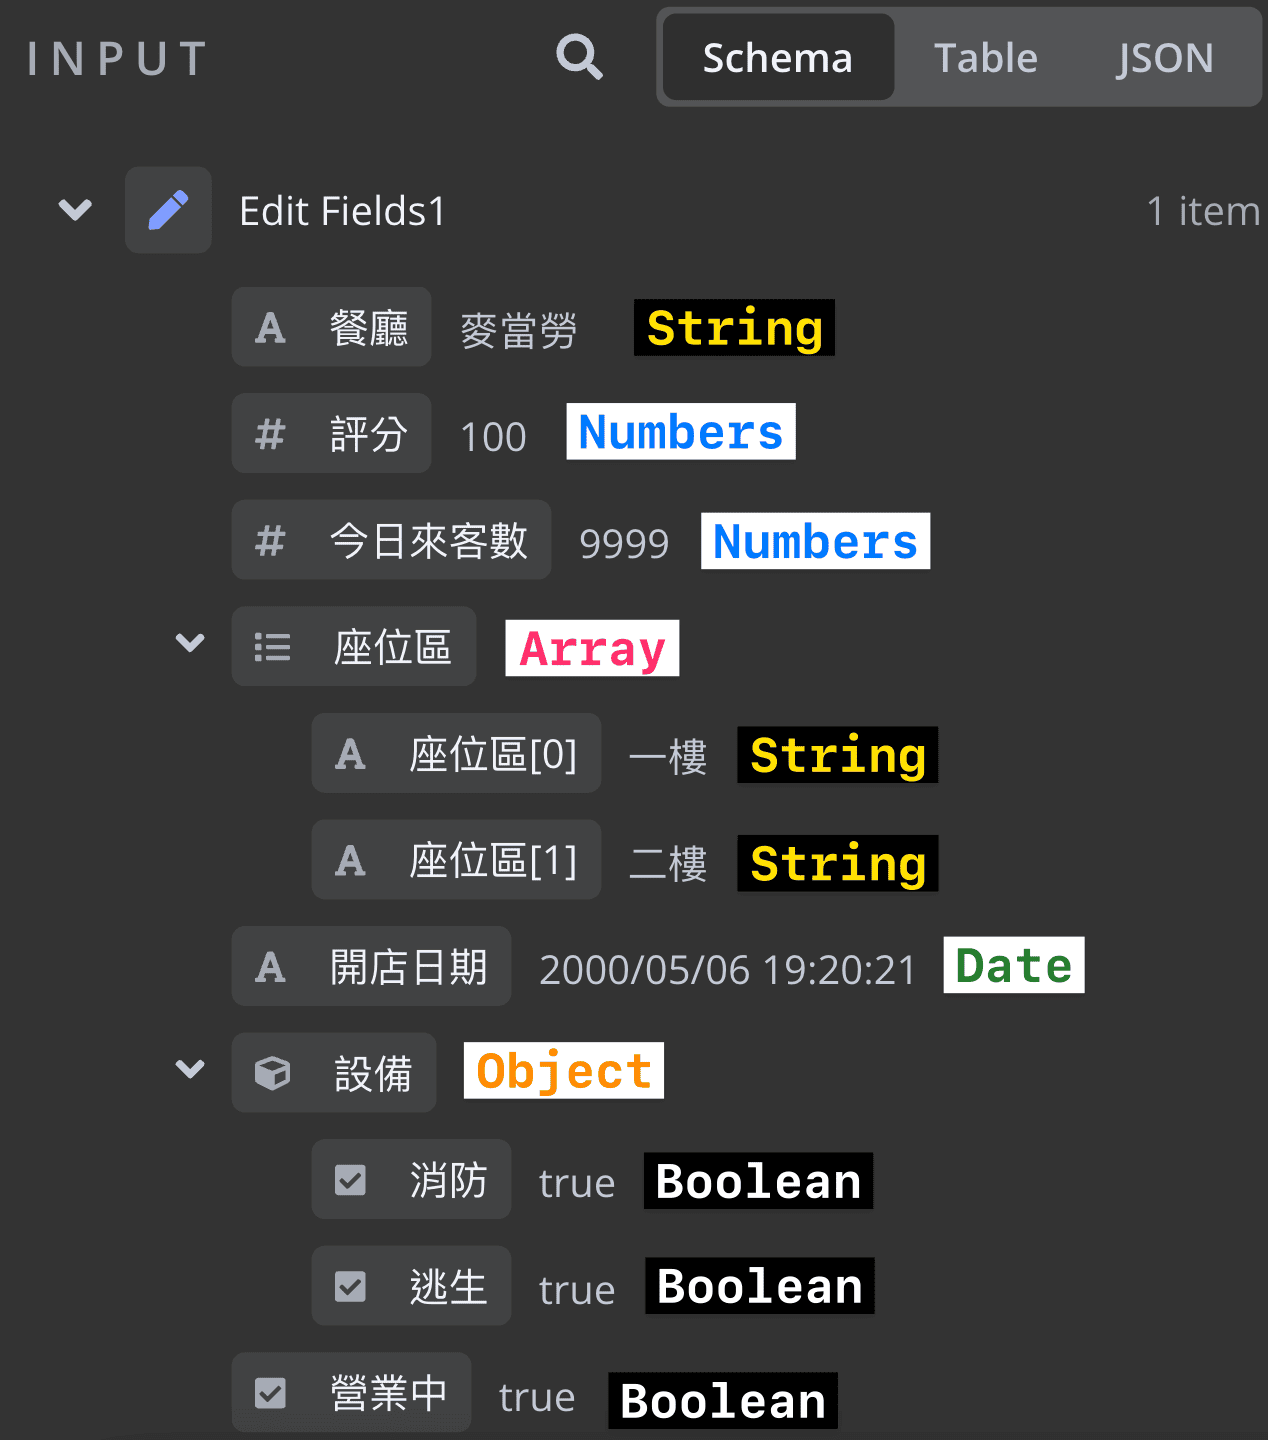 INPUT Schema Table JSON
Edit Fields1 1 item
A 餐廳 麥當勞 String
# 評分 100 Numbers
# 今日來客數 9999 Numbers
座位區 Array
A 座位區[0] 一樓 String
A 座位區[1] 二樓 String
A 開店日期 2000/05/06 19:20:21 Date
設備 Object
消防 true Boolean
逃生 true Boolean
營業中 true Boolean